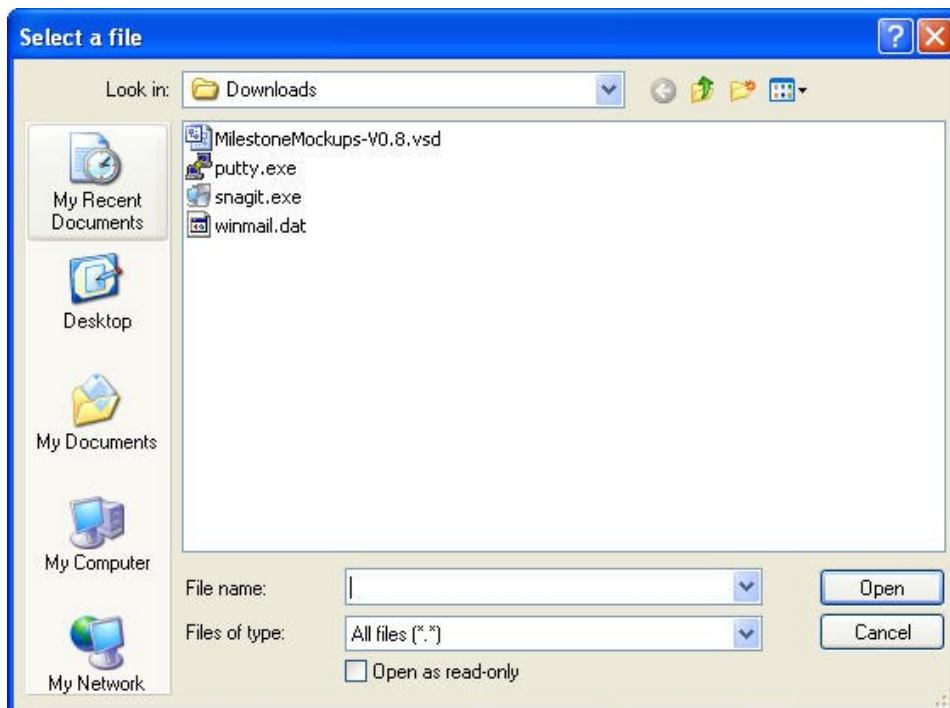 Select a file
Look in:
Downloads
My Recent
Documents
Desktop
My Documents
My Computer
My Network
MilestoneMockups-V0.8.vsd
putty.exe
snagit.exe
winmail.dat
File name:
Open
Files of type:
All files (*.*)
Cancel
Open as read-only